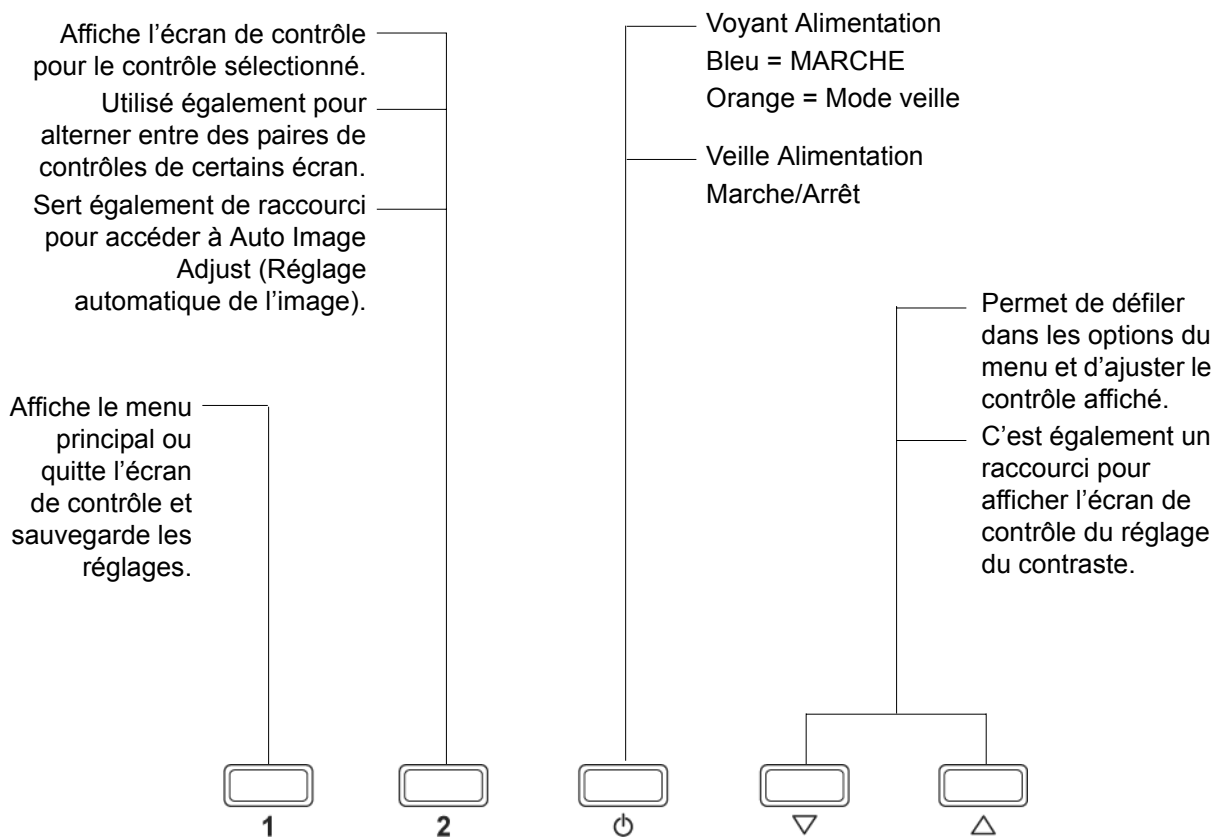 Affiche l’écran de contrôle
pour le contrôle sélectionné.
Utilisé également pour
alterner entre des paires de
contrôles de certains écran.
Sert également de raccourci
pour accéder à Auto Image
Adjust (Réglage
automatique de l’image).
Affiche le menu
principal ou
quitte l’écran
de contrôle et
sauvegarde les
réglages.
Voyant Alimentation
Bleu = MARCHE
Orange = Mode veille
Veille Alimentation
Marche/Arrêt
Permet de défiler
dans les options du
menu et d’ajuster le
contrôle affiché.
C’est également un
raccourci pour
afficher l’écran de
contrôle du réglage
du contraste.
1 2